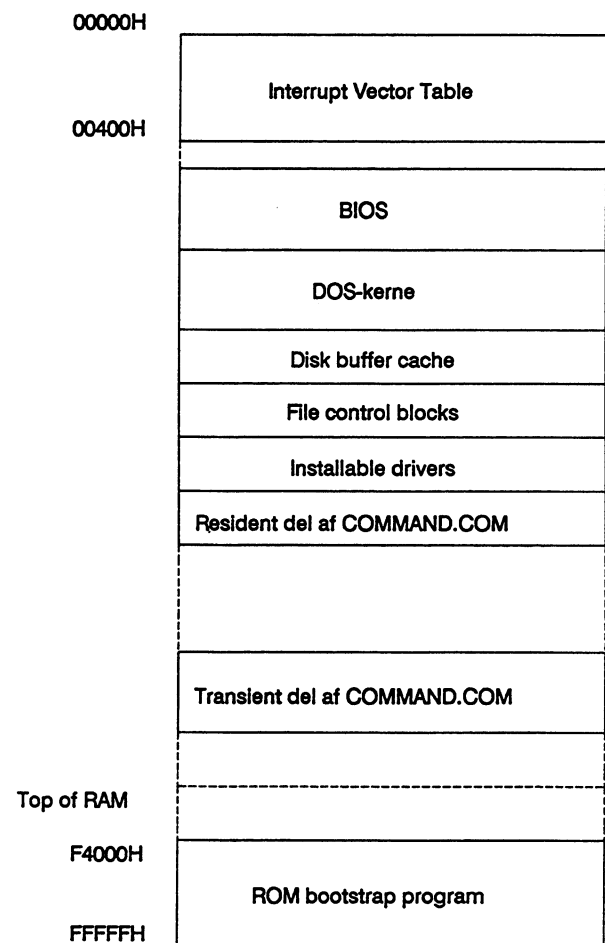 00000H
Interrupt Vector Table
00400H
BIOS
DOS-kerne
Disk buffer cache
File control blocks
Installable drivers
Resident del af COMMAND.COM
Transient del af COMMAND.COM
Top of RAM
F4000H
ROM bootstrap program
FFFFFH